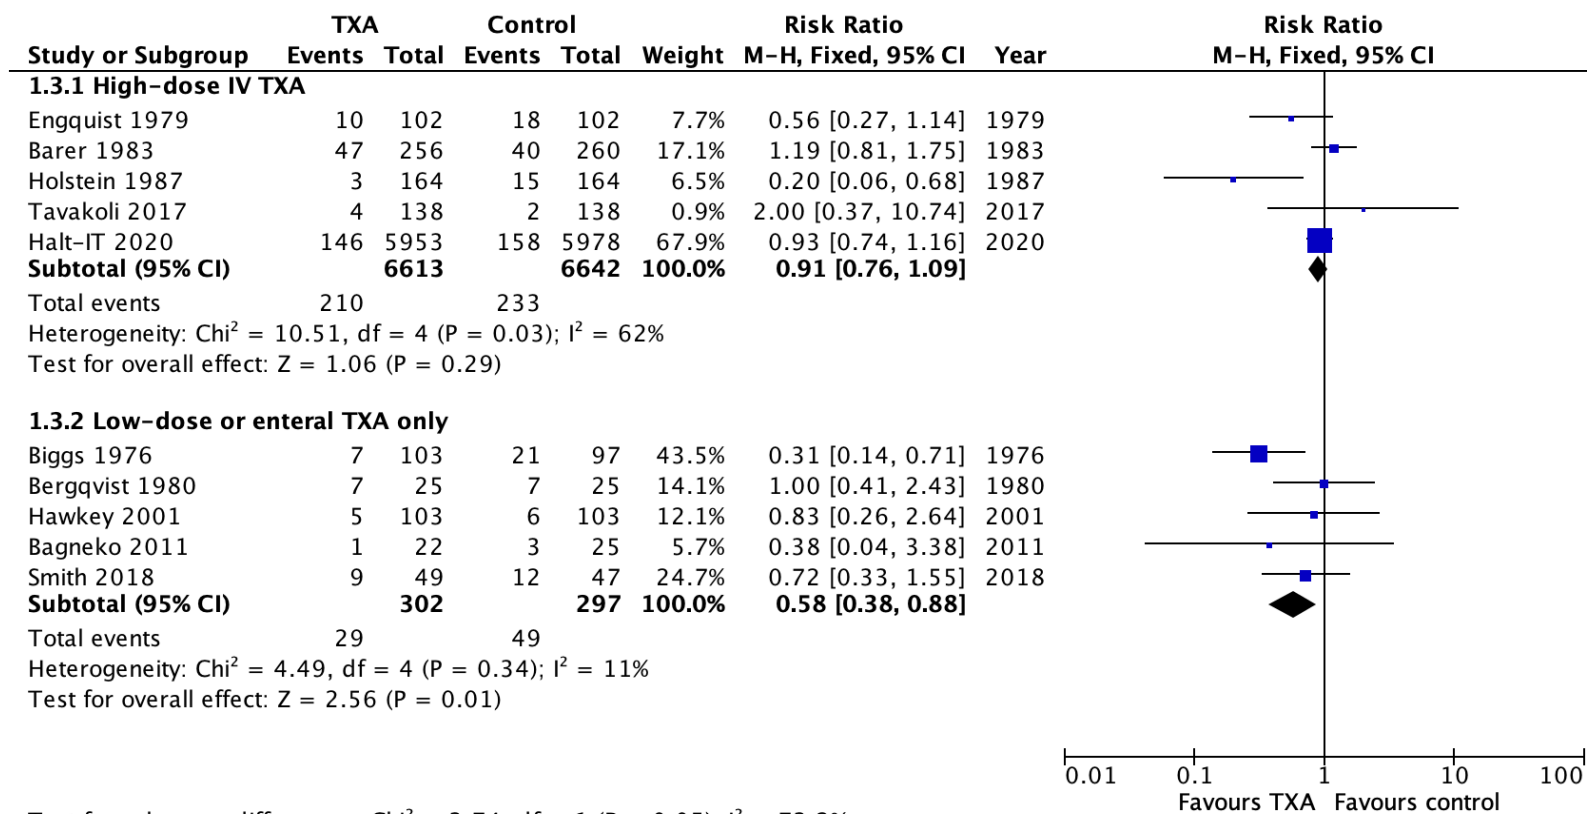 TXA Control Risk Ratio Risk Ratio
Study or Subgroup Events Total Events Total Weight M-H, Fixed, 95% CI Year M-H, Fixed, 95% CI
1.3.1 High-dose IV TXA
Engquist 1979 10 102 18 102 7.7% 0.56 [0.27, 1.14] 1979
Barer 1983 47 256 40 260 17.1% 1.19 [0.81, 1.75] 1983
Holstein 1987 3 164 15 164 6.5% 0.20 [0.06, 0.68] 1987
Tavakoli 2017 4 138 2 138 0.9% 2.00 [0.37, 10.74] 2017
Halt-IT 2020 146 5953 158 5978 67.9% 0.93 [0.74, 1.16] 2020
Subtotal (95% CI) 6613 6642 100.0% 0.91 [0.76, 1.09]
Total events 210 233
Heterogeneity: Chi² = 10.51, df = 4 (P = 0.03); I² = 62%
Test for overall effect: Z = 1.06 (P = 0.29)
1.3.2 Low-dose or enteral TXA only
Biggs 1976 7 103 21 97 43.5% 0.31 [0.14, 0.71] 1976
Bergqvist 1980 7 25 7 25 14.1% 1.00 [0.41, 2.43] 1980
Hawkey 2001 5 103 6 103 12.1% 0.83 [0.26, 2.64] 2001
Bagneko 2011 1 22 3 25 5.7% 0.38 [0.04, 3.38] 2011
Smith 2018 9 49 12 47 24.7% 0.72 [0.33, 1.55] 2018
Subtotal (95% CI) 302 297 100.0% 0.58 [0.38, 0.88]
Total events 29 49
Heterogeneity: Chi² = 4.49, df = 4 (P = 0.34); I² = 11%
Test for overall effect: Z = 2.56 (P = 0.01)
0.01 0.1 1 10 100
Favours TXA Favours control